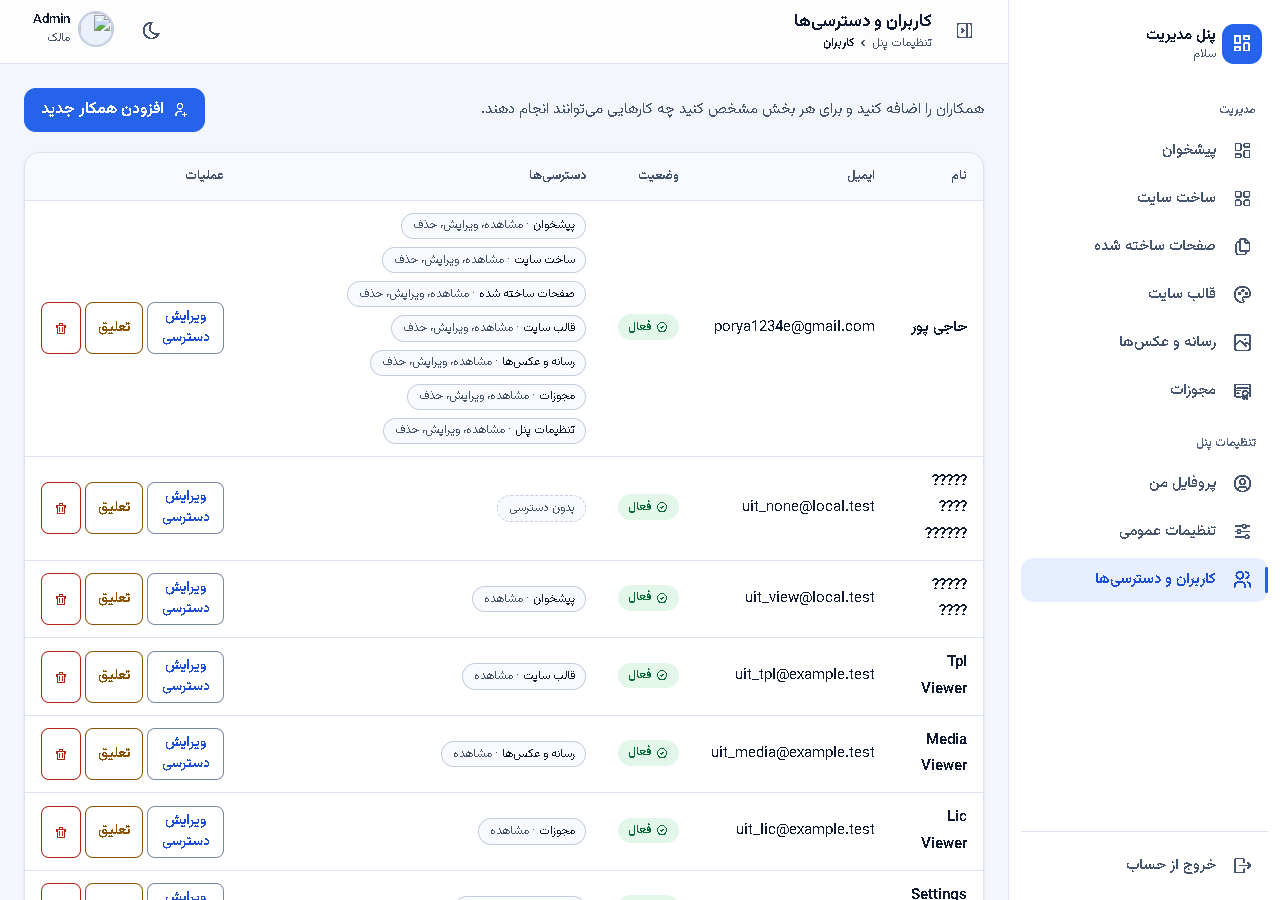 پنل مدیریت
سلام
مدیریت
پیشخوان
ساخت سایت
صفحات ساخته شده
قالب سایت
رسانه و عکس‌ها
مجوزات
تنظیمات پنل
پروفایل من
تنظیمات عمومی
کاربران و دسترسی‌ها
خروج از حساب
کاربران و دسترسی‌ها
تنظیمات پنل › کاربران
Admin
مالک
همکاران را اضافه کنید و برای هر بخش مشخص کنید چه کارهایی می‌توانند انجام دهند.
افزودن همکار جدید
نام ایمیل وضعیت دسترسی‌ها عملیات
حاجی پور porya1234e@gmail.com فعال
پیشخوان · مشاهده، ویرایش، حذف
ساخت سایت · مشاهده، ویرایش، حذف
صفحات ساخته شده · مشاهده، ویرایش، حذف
قالب سایت · مشاهده، ویرایش، حذف
رسانه و عکس‌ها · مشاهده، ویرایش، حذف
مجوزات · مشاهده، ویرایش، حذف
تنظیمات پنل · مشاهده، ویرایش، حذف
ویرایش
دسترسی
تعلیق
?????
????
??????
uit_none@local.test فعال بدون دسترسی
ویرایش
دسترسی
تعلیق
?????
????
uit_view@local.test فعال پیشخوان · مشاهده
ویرایش
دسترسی
تعلیق
Tpl
Viewer
uit_tpl@example.test فعال قالب سایت · مشاهده
ویرایش
دسترسی
تعلیق
Media
Viewer
uit_media@example.test فعال رسانه و عکس‌ها · مشاهده
ویرایش
دسترسی
تعلیق
Lic
Viewer
uit_lic@example.test فعال مجوزات · مشاهده
ویرایش
دسترسی
تعلیق
Settings
ویرایش